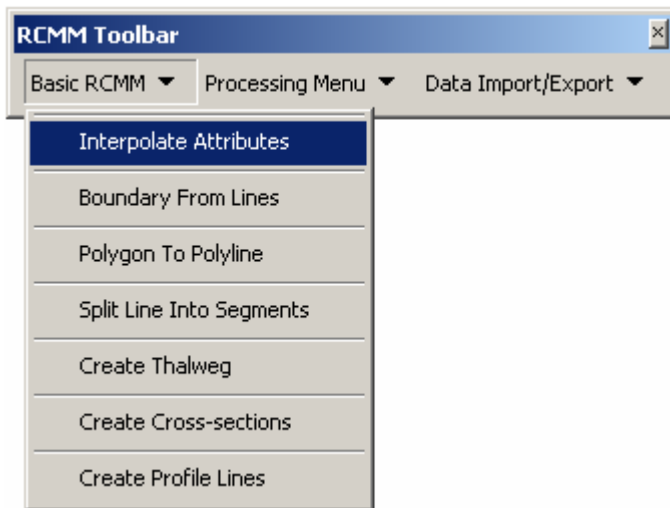 RCMM Toolbar
Basic RCMM Processing Menu Data Import/Export
Interpolate Attributes
Boundary From Lines
Polygon To Polyline
Split Line Into Segments
Create Thalweg
Create Cross-sections
Create Profile Lines